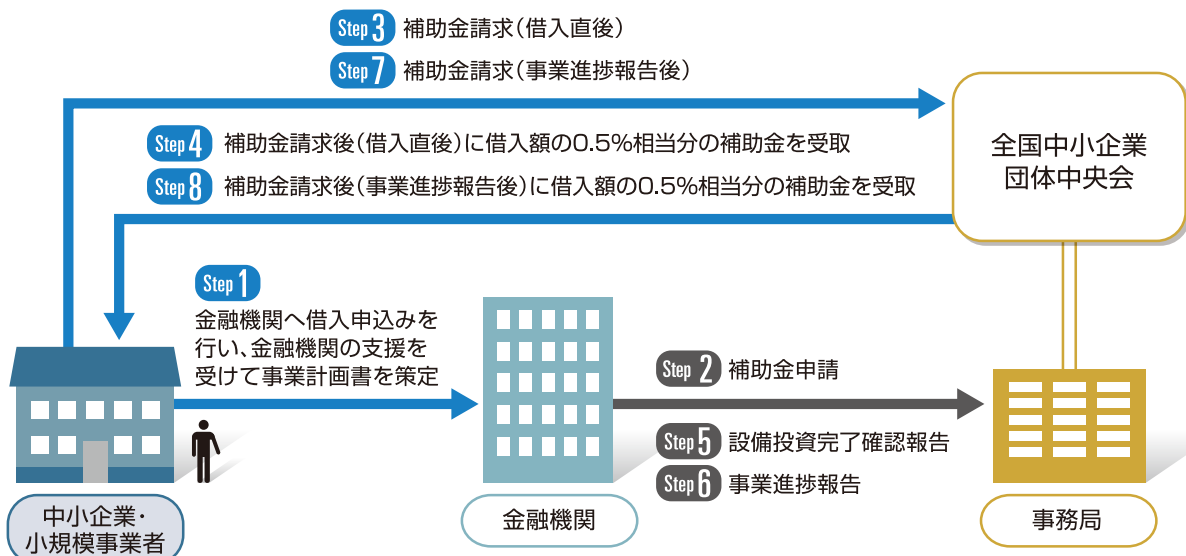 Step 3 補助金請求(借入直後)
Step 7 補助金請求(事業進捗報告後)
Step 4 補助金請求後(借入直後)に借入額の0.5%相当分の補助金を受取
Step 8 補助金請求後(事業進捗報告後)に借入額の0.5%相当分の補助金を受取
全国中小企業
団体中央会
Step 1
金融機関へ借入申込みを
行い、金融機関の支援を
受けて事業計画書を策定
Step 2 補助金申請
Step 5 設備投資完了確認報告
Step 6 事業進捗報告
中小企業・
小規模事業者
金融機関
事務局